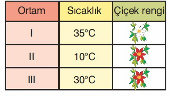 Ortam Sıcaklık Çiçek rengi
I 35°C
II 10°C
III 30°C